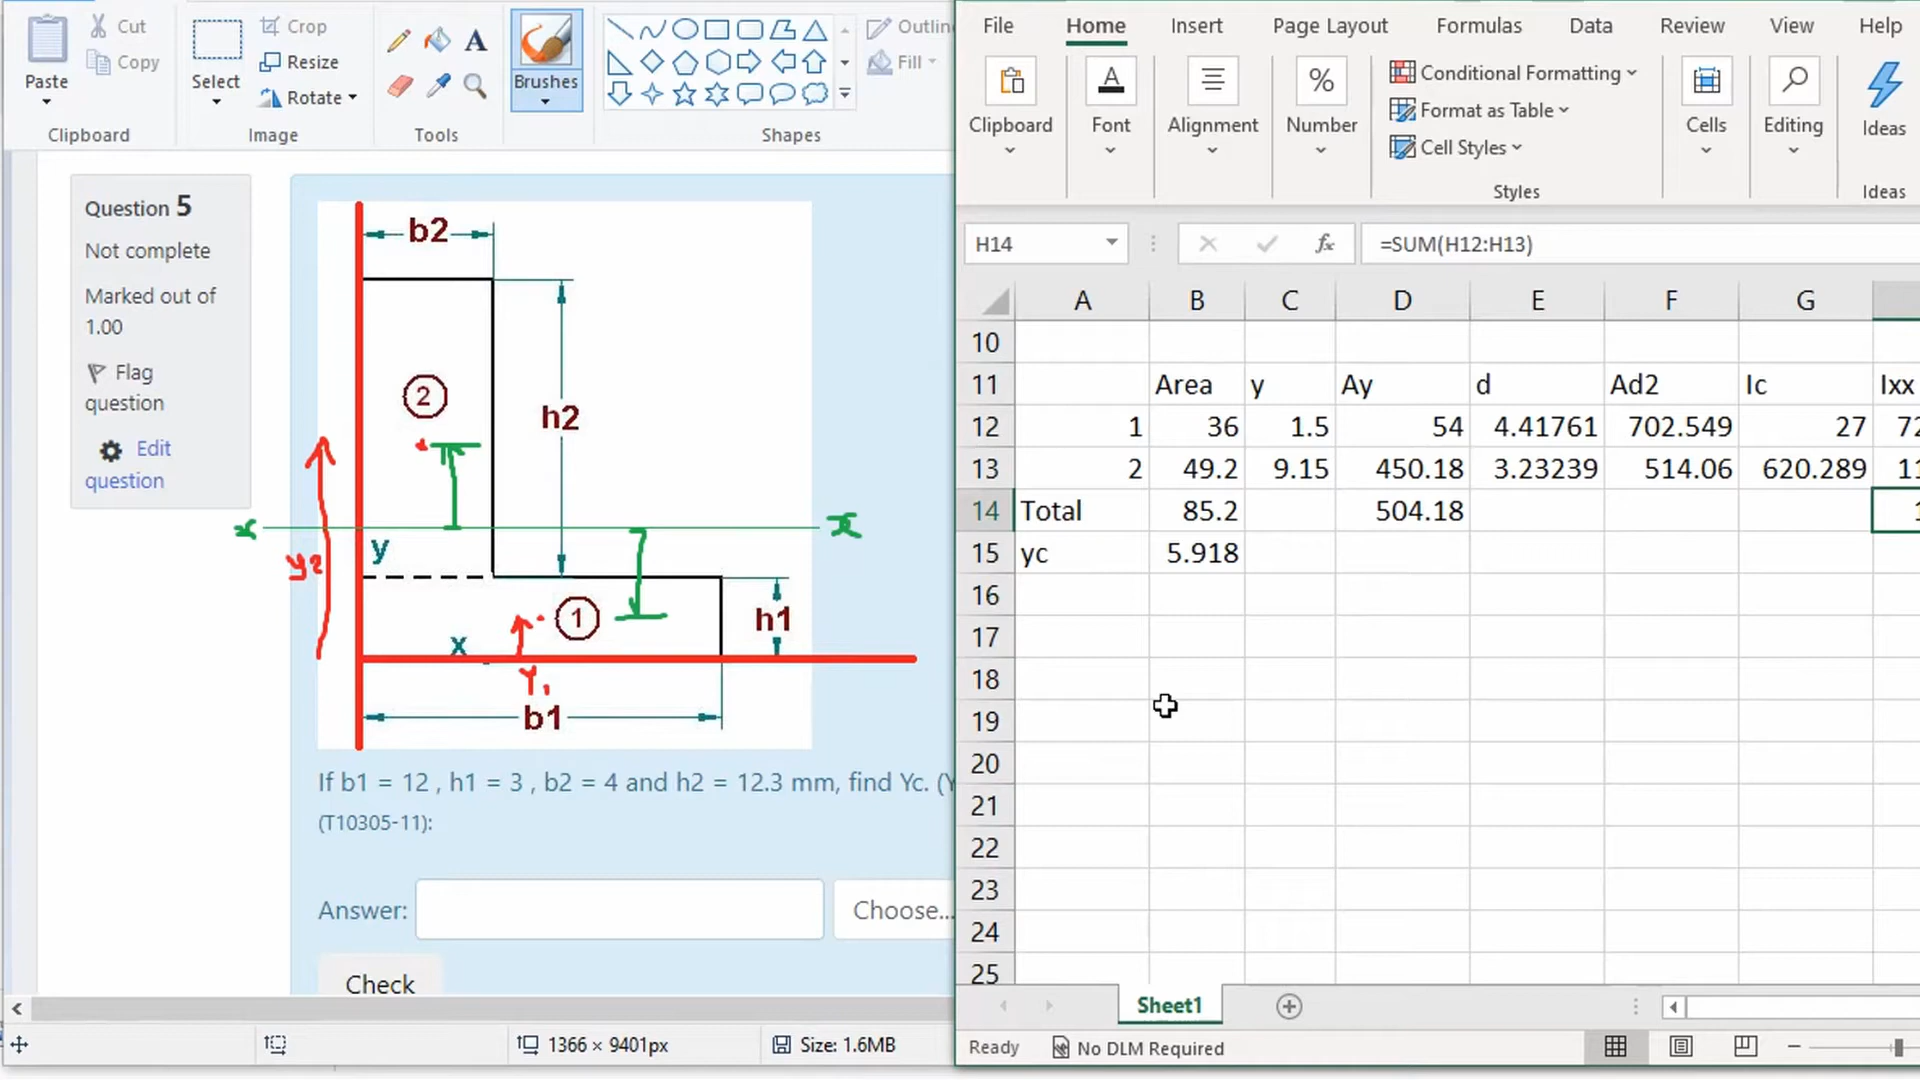 Cut
Copy
Paste
Clipboard
Select
Crop
Resize
Rotate
Image
A
Tools
Brushes
Outlin
Fill
Shapes
Question 5
Not complete
Marked out of
1.00
Flag
question
Edit
question
b2
2
h2
x
y
y2
1
h1
x
Y1
b1
If b1 = 12 , h1 = 3 , b2 = 4 and h2 = 12.3 mm, find Yc. (Y
(T10305-11):
Answer:
Choose...
Check
1366 × 9401px
Size: 1.6MB
File Home Insert Page Layout Formulas Data Review View Help
Clipboard
A
Font
Alignment
%
Number
Conditional Formatting
Format as Table
Cell Styles
Styles
Cells
Editing
Ideas
Ideas
H14
fx
=SUM(H12:H13)
A B C D E F G
10
11 Area y Ay d Ad2 Ic Ixx
12 1 36 1.5 54 4.41761 702.549 27 72
13 2 49.2 9.15 450.18 3.23239 514.06 620.289 11
14 Total 85.2 504.18 1
15 yc 5.918
16
17
18
19
20
21
22
23
24
25
Sheet1
Ready No DLM Required